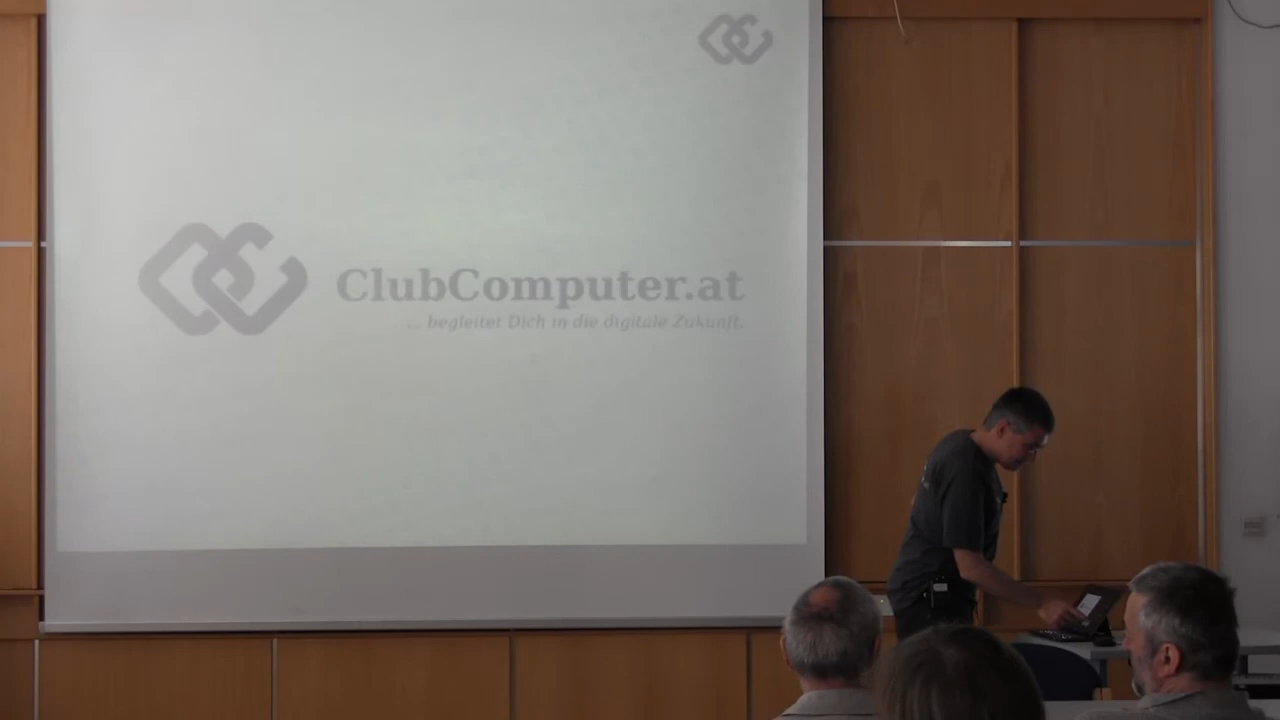 ClubComputer.at
... begleitet Dich in die digitale Zukunft.